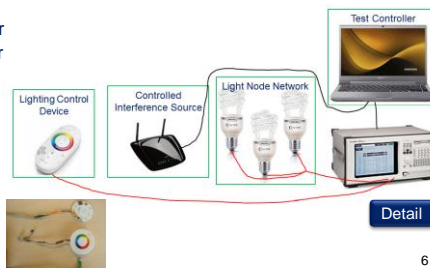 r
r
Test Controller
Lighting Control
Device
Controlled
Interference Source
Light Node Network
Detail
6